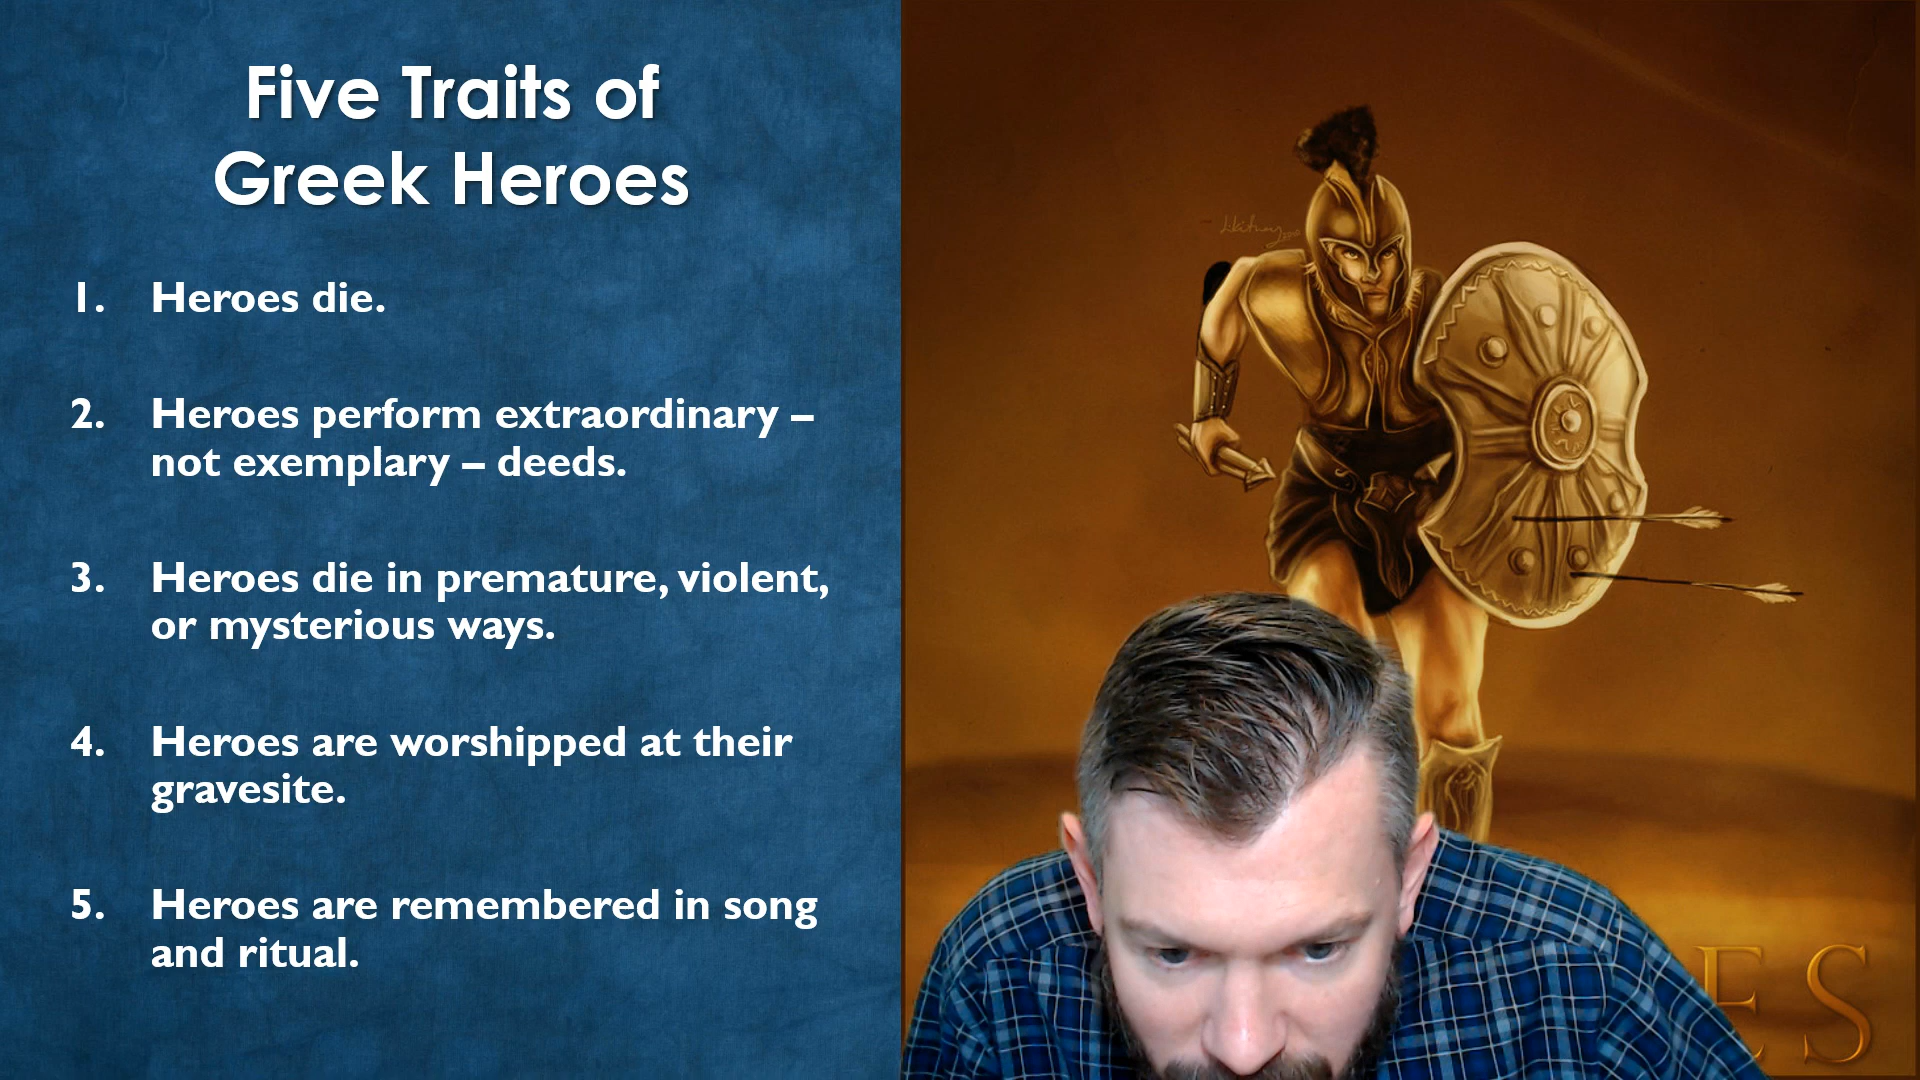 Five Traits of
Greek Heroes
1. Heroes die.
2. Heroes perform extraordinary –
not exemplary – deeds.
3. Heroes die in premature, violent,
or mysterious ways.
4. Heroes are worshipped at their
gravesite.
5. Heroes are remembered in song
and ritual.
ES